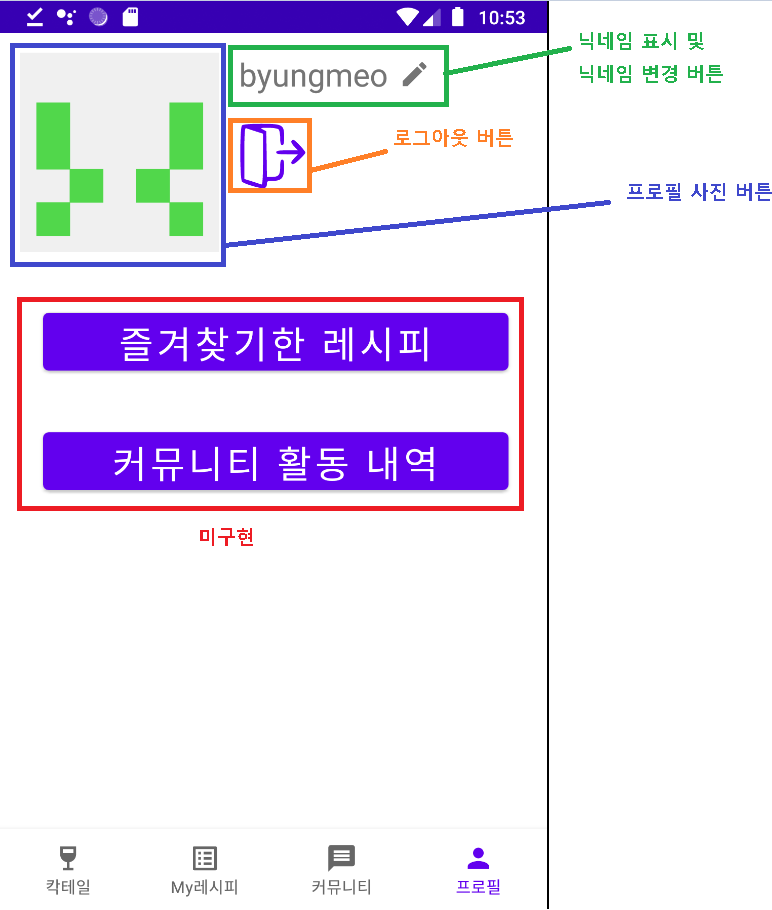 10:53
byungmeo
닉네임 표시 및
닉네임 변경 버튼
로그아웃 버튼
프로필 사진 버튼
즐겨찾기한 레시피
커뮤니티 활동 내역
미구현
칵테일
My레시피
커뮤니티
프로필